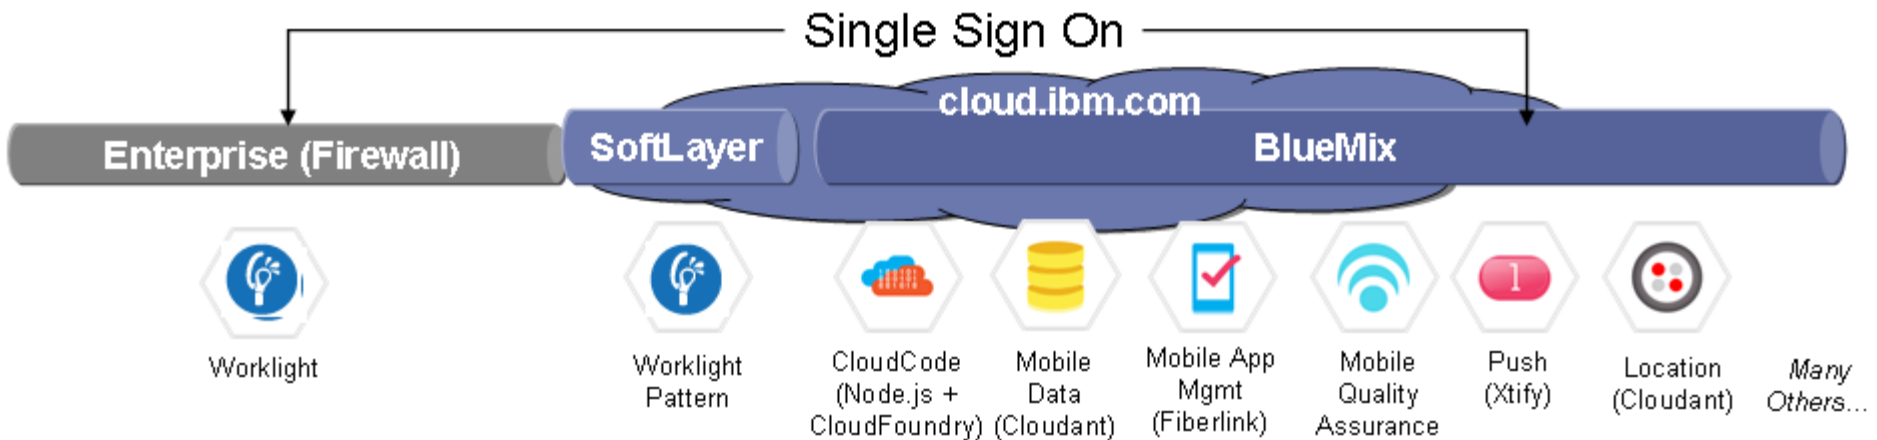 Single Sign On
cloud.ibm.com
Enterprise (Firewall)
SoftLayer
BlueMix
1
Worklight
Worklight
Pattern
CloudCode
(Node.js +
CloudFoundry)
Mobile
Data
(Cloudant)
Mobile App
Mgmt
(Fiberlink)
Mobile
Quality
Assurance
Push
(Xtify)
Location
(Cloudant)
Many
Others...